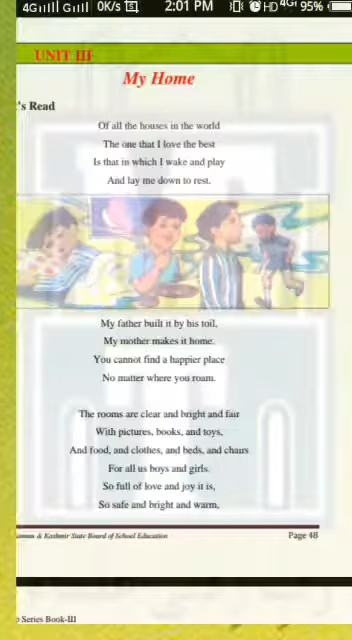 4G 4G 0K/s 2:01 PM HD 4G 95%
UNIT III
My Home
's Read
Of all the houses in the world
The one that I love the best
Is that in which I wake and play
And lay me down to rest.
My father built it by his toil,
My mother makes it home.
You cannot find a happier place
No matter where you roam.
The rooms are clear and bright and fair
With pictures, books, and toys,
And food, and clothes, and beds, and chairs
For all us boys and girls.
So full of love and joy it is,
So safe and bright and warm,
& Kashmir State Board of School Education Page 48
Series Book-III